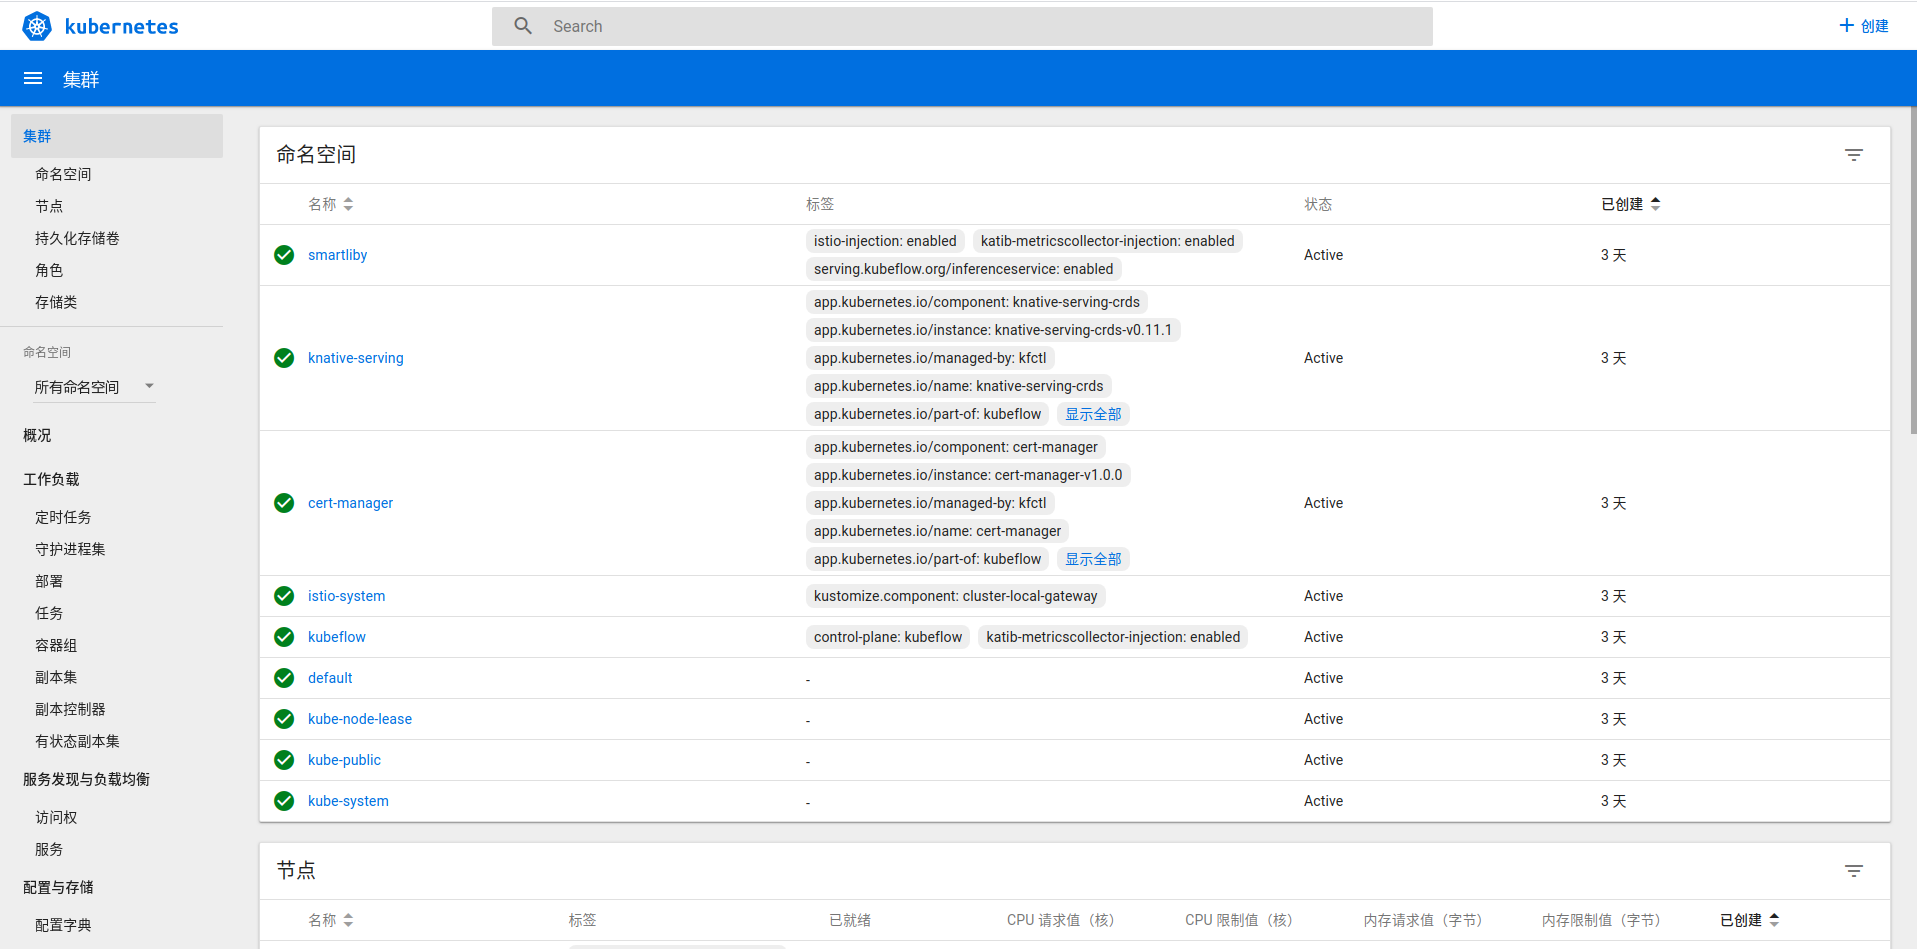 kubernetes
Search
创建
集群
集群
命名空间
节点
持久化存储卷
角色
存储类
命名空间
所有命名空间
概况
工作负载
定时任务
守护进程集
部署
任务
容器组
副本集
副本控制器
有状态副本集
服务发现与负载均衡
访问权
服务
配置与存储
配置字典
命名空间
名称 标签 状态 已创建
smartliby istio-injection: enabled katib-metricscollector-injection: enabled Active 3 天
serving.kubeflow.org/inferenceservice: enabled
app.kubernetes.io/component: knative-serving-crds
app.kubernetes.io/instance: knative-serving-crds-v0.11.1
knative-serving app.kubernetes.io/managed-by: kfctl Active 3 天
app.kubernetes.io/name: knative-serving-crds
app.kubernetes.io/part-of: kubeflow 显示全部
app.kubernetes.io/component: cert-manager
app.kubernetes.io/instance: cert-manager-v1.0.0
cert-manager app.kubernetes.io/managed-by: kfctl Active 3 天
app.kubernetes.io/name: cert-manager
app.kubernetes.io/part-of: kubeflow 显示全部
istio-system kustomize.component: cluster-local-gateway Active 3 天
kubeflow control-plane: kubeflow katib-metricscollector-injection: enabled Active 3 天
default - Active 3 天
kube-node-lease - Active 3 天
kube-public - Active 3 天
kube-system - Active 3 天
节点
名称 标签 已就绪 CPU 请求值（核） CPU 限制值（核） 内存请求值（字节） 内存限制值（字节） 已创建